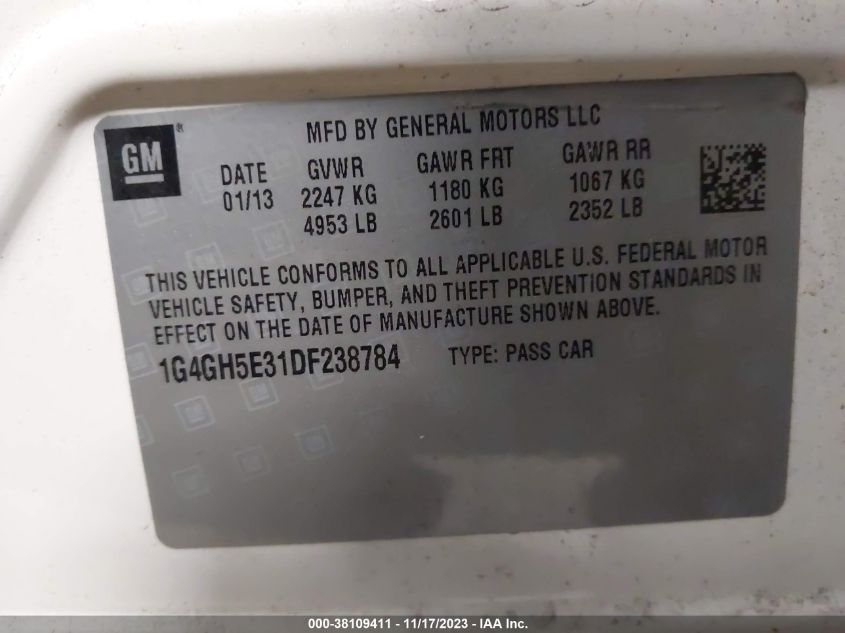 GM®
MFD BY GENERAL MOTORS LLC
DATE GVWR GAWR FRT GAWR RR
01/13 2247 KG 1180 KG 1067 KG
4953 LB 2601 LB 2352 LB
THIS VEHICLE CONFORMS TO ALL APPLICABLE U.S. FEDERAL MOTOR
VEHICLE SAFETY, BUMPER, AND THEFT PREVENTION STANDARDS IN
EFFECT ON THE DATE OF MANUFACTURE SHOWN ABOVE.
1G4GH5E31DF238784 TYPE: PASS CAR
000-38109411 - 11/17/2023 - IAA Inc.